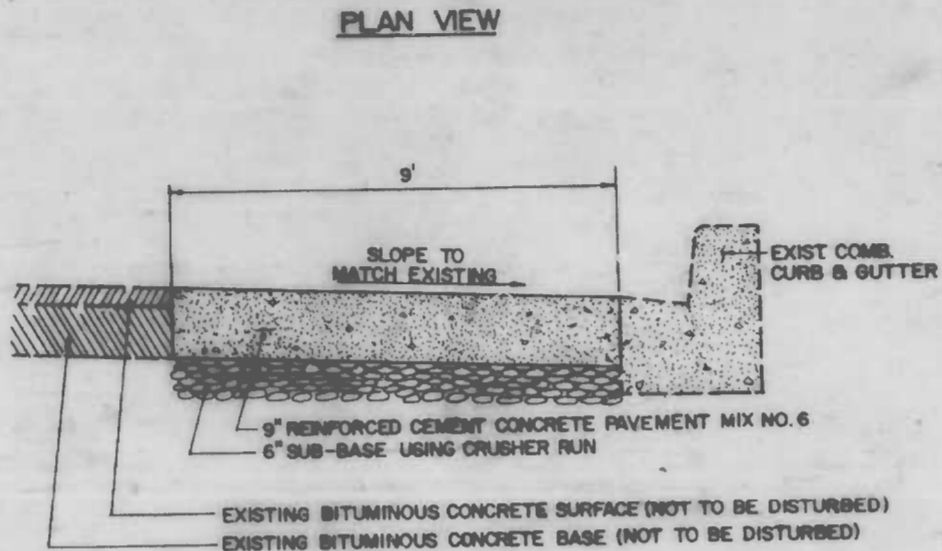 PLAN VIEW
9'
SLOPE TO
MATCH EXISTING
EXIST COMB.
CURB & GUTTER
9" REINFORCED CEMENT CONCRETE PAVEMENT MIX NO. 6
6" SUB-BASE USING CRUSHER RUN
EXISTING BITUMINOUS CONCRETE SURFACE (NOT TO BE DISTURBED)
EXISTING BITUMINOUS CONCRETE BASE (NOT TO BE DISTURBED)